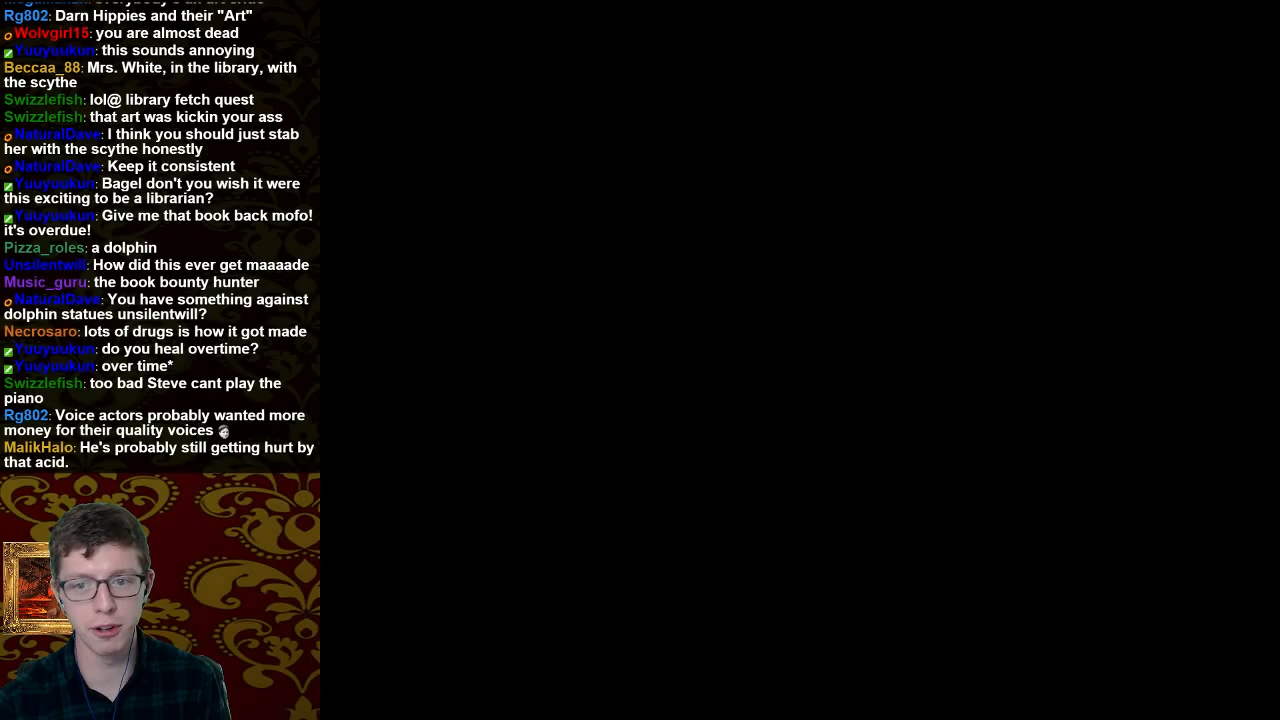 Rg802: Darn Hippies and their "Art"
Wolvgirl15: you are almost dead
Yuuyuukun: this sounds annoying
Beccaa_88: Mrs. White, in the library, with
the scythe
Swizzlefish: lol@ library fetch quest
Swizzlefish: that art was kickin your ass
NaturalDave: I think you should just stab
her with the scythe honestly
NaturalDave: Keep it consistent
Yuuyuukun: Bagel don't you wish it were
this exciting to be a librarian?
Yuuyuukun: Give me that book back mofo!
it's overdue!
Pizza_roles: a dolphin
Unsilentwill: How did this ever get maaaade
Music_guru: the book bounty hunter
NaturalDave: You have something against
dolphin statues unsilentwill?
Necrosaro: lots of drugs is how it got made
Yuuyuukun: do you heal overtime?
Yuuyuukun: over time*
Swizzlefish: too bad Steve cant play the
piano
Rg802: Voice actors probably wanted more
money for their quality voices
MalikHalo: He's probably still getting hurt by
that acid.